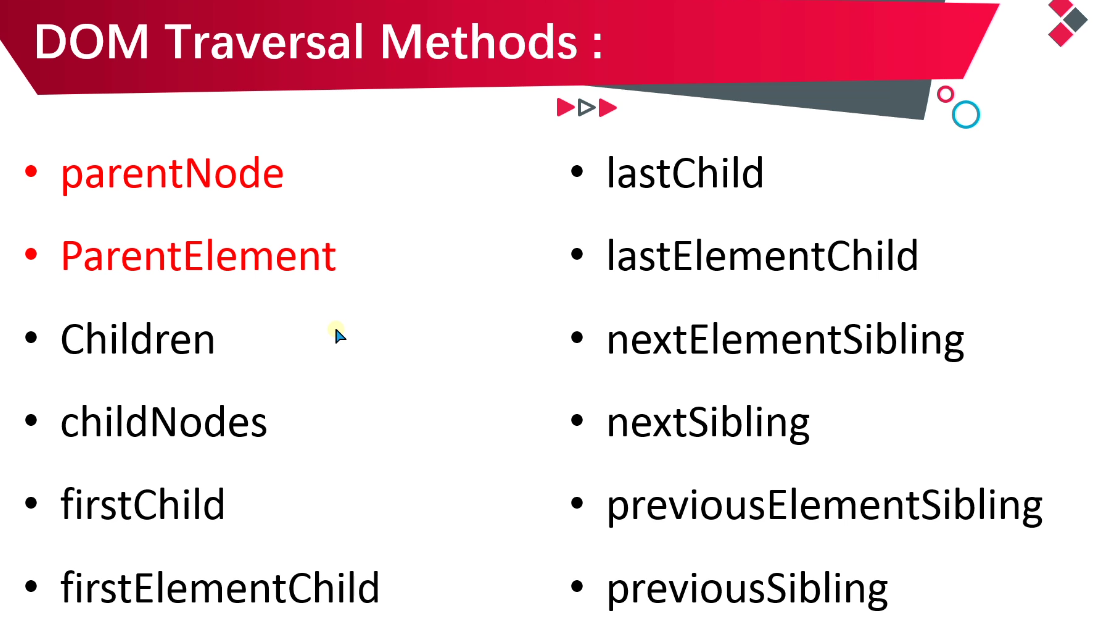 DOM Traversal Methods :
• parentNode
• ParentElement
• Children
• childNodes
• firstChild
• firstElementChild
• lastChild
• lastElementChild
• nextElementSibling
• nextSibling
• previousElementSibling
• previousSibling